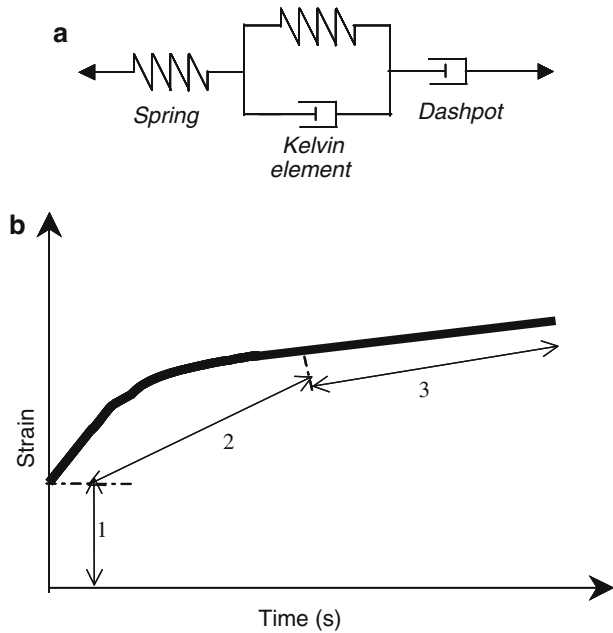 a
Spring
Kelvin
element
Dashpot
b
Strain
1
2
3
Time (s)